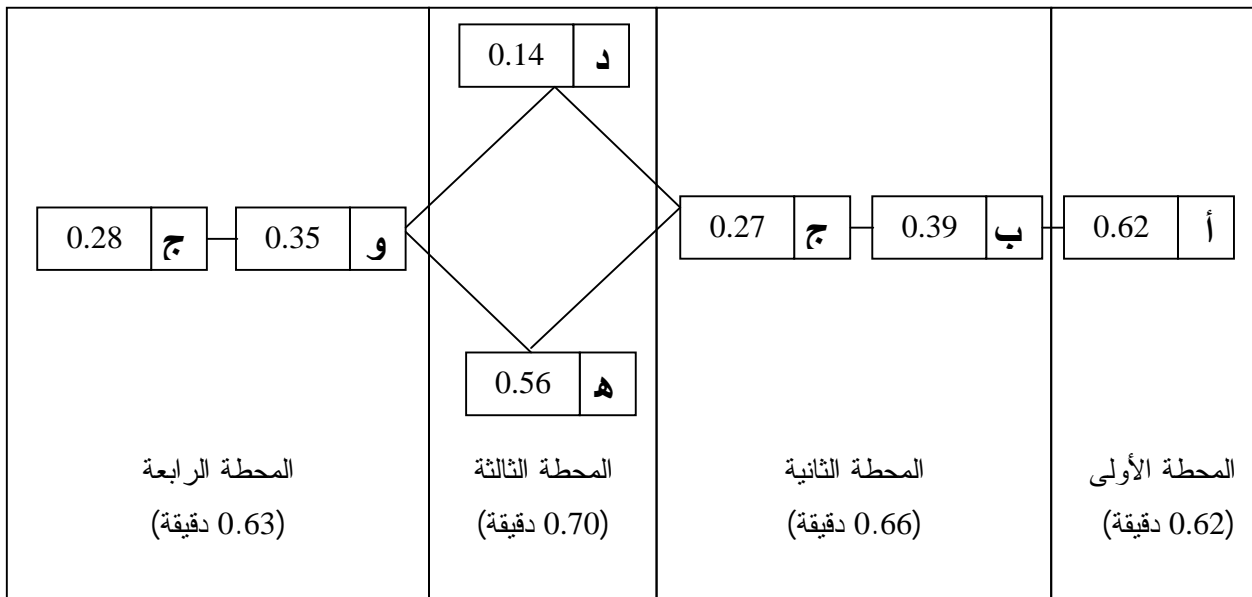 د 0.14
أ 0.62
ب 0.39
ج 0.27
و 0.35
ج 0.28
ه 0.56
المحطة الأولى
(0.62 دقيقة)
المحطة الثانية
(0.66 دقيقة)
المحطة الثالثة
(0.70 دقيقة)
المحطة الرابعة
(0.63 دقيقة)